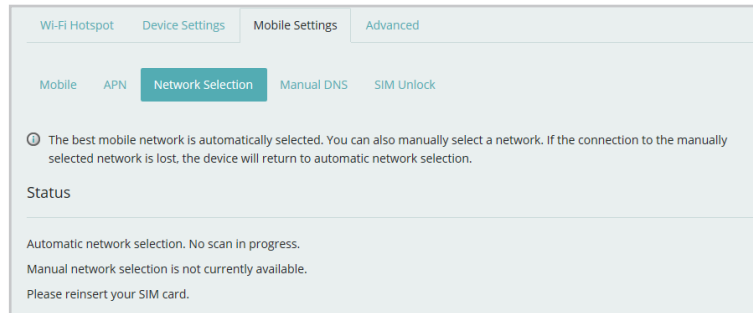 Wi-Fi Hotspot Device Settings Mobile Settings Advanced
Mobile APN Network Selection Manual DNS SIM Unlock
The best mobile network is automatically selected. You can also manually select a network. If the connection to the manually
selected network is lost, the device will return to automatic network selection.
Status
Automatic network selection. No scan in progress.
Manual network selection is not currently available.
Please reinsert your SIM card.